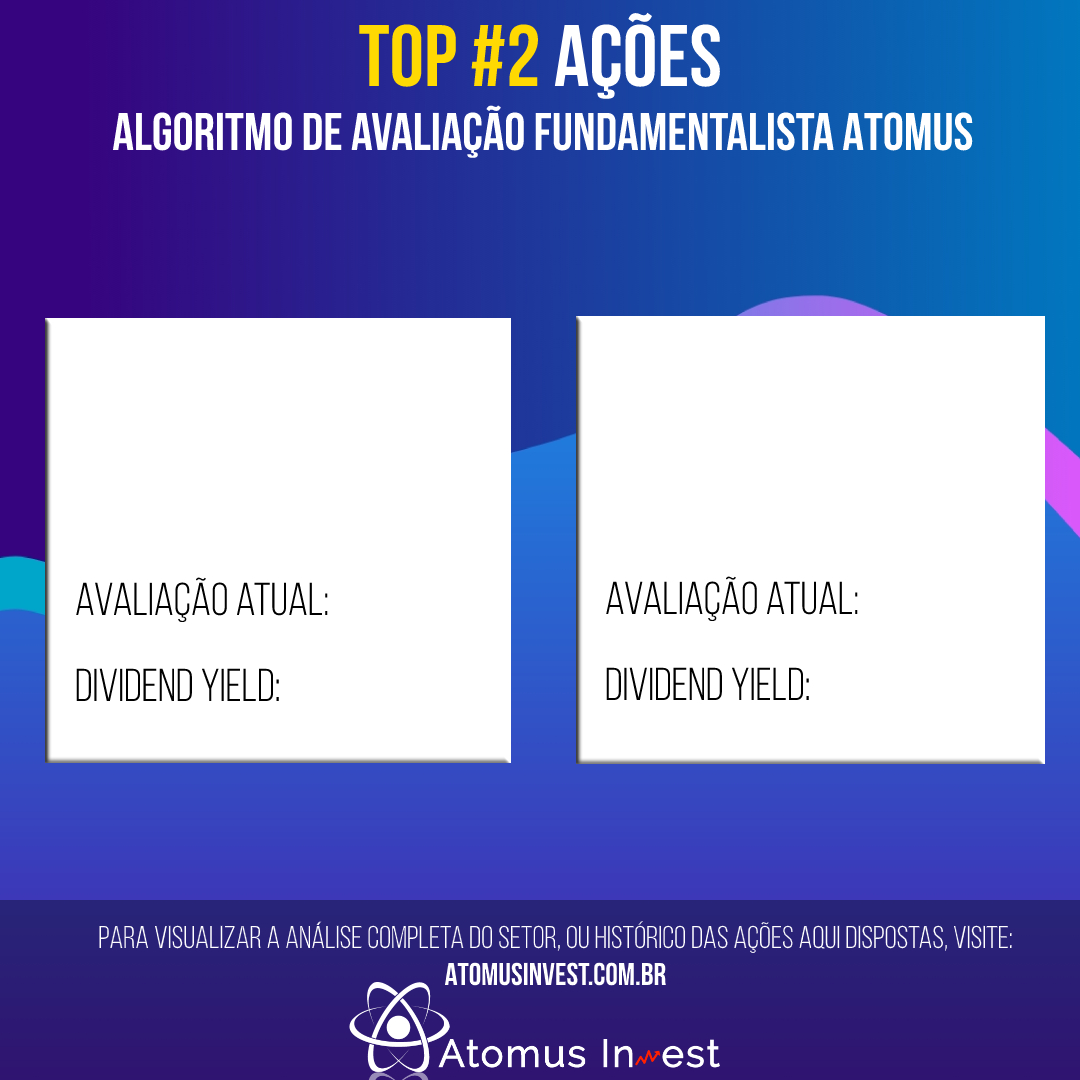 TOP #2 AÇÕES
ALGORITMO DE AVALIAÇÃO FUNDAMENTALISTA ATOMUS
AVALIAÇÃO ATUAL:
DIVIDEND YIELD:
AVALIAÇÃO ATUAL:
DIVIDEND YIELD:
PARA VISUALIZAR A ANÁLISE COMPLETA DO SETOR, OU HISTÓRICO DAS AÇÕES AQUI DISPOSTAS, VISITE:
ATOMUSINVEST.COM.BR
Atomus Invest